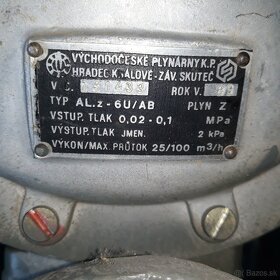 VÝCHODOČESKÉ PLYNÁRNY K.P.
HRADEC KRÁLOVÉ-ZÁV. SKUTEČ
V. Č. ROK V.
TYP AL.z-6U/AB PLYN Z
VSTUP. TLAK 0,02-0,1 MPa
VÝSTUP. TLAK JMEN. 2 kPa
VÝKON/MAX. PRŮTOK 25/100 m3/h
bazos.sk